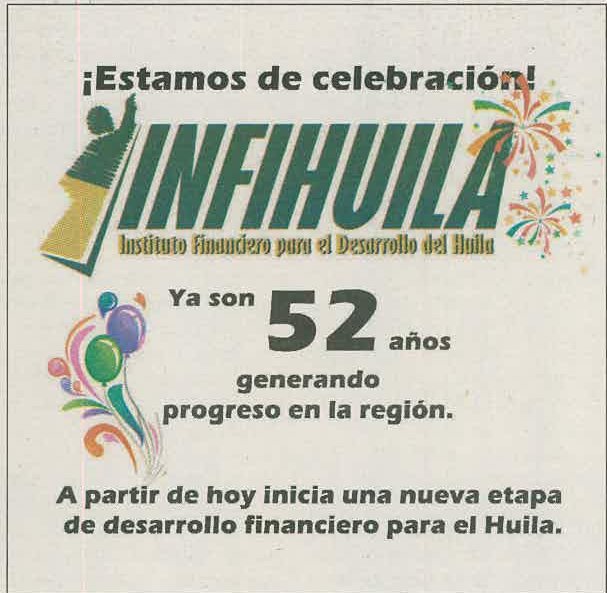 ¡Estamos de celebración!
INFIHUILA
Instituto Financiero para el Desarrollo del Huila
Ya son 52 años
generando
progreso en la región.
A partir de hoy inicia una nueva etapa
de desarrollo financiero para el Huila.